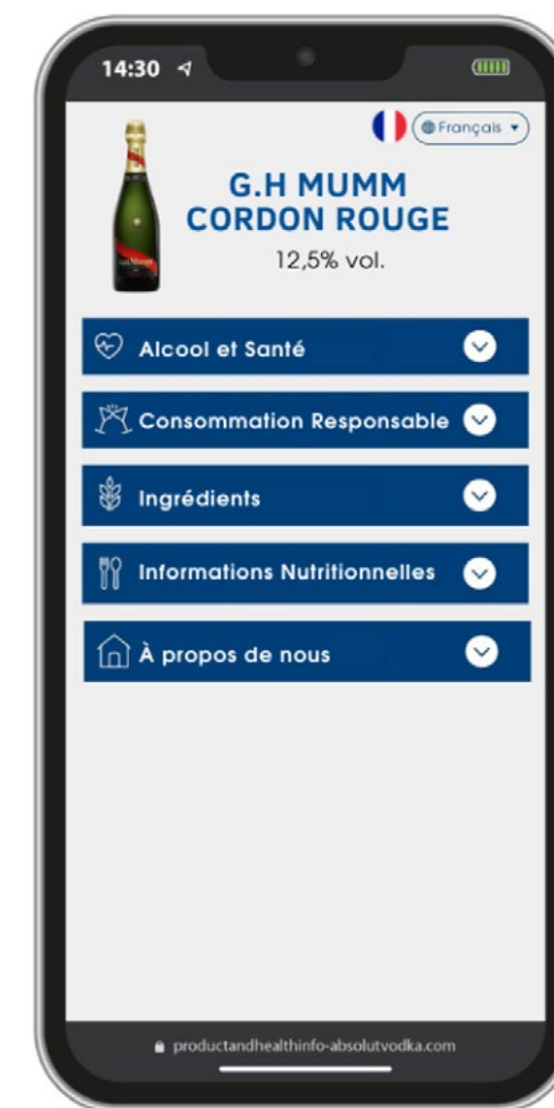 14:30
Français
G.H MUMM
CORDON ROUGE
12,5% vol.
Alcool et Santé
Consommation Responsable
Ingrédients
Informations Nutritionnelles
À propos de nous
productandhealthinfo-absolutvodka.com